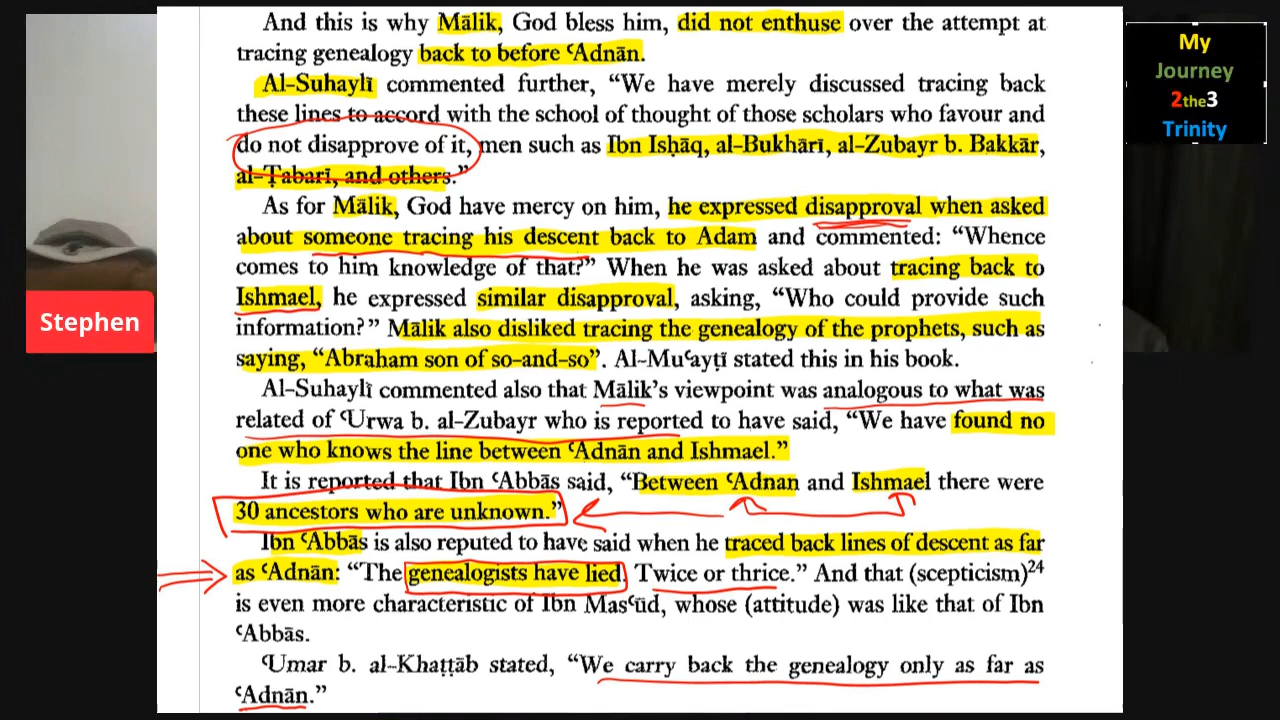 And this is why Mālik, God bless him, did not enthuse over the attempt at
tracing genealogy back to before ʿAdnān.
Al-Suhaylī commented further, “We have merely discussed tracing back
these lines to accord with the school of thought of those scholars who favour and
do not disapprove of it, men such as Ibn Isḥāq, al-Bukhārī, al-Zubayr b. Bakkār,
al-Ṭabarī, and others.”
As for Mālik, God have mercy on him, he expressed disapproval when asked
about someone tracing his descent back to Adam and commented: “Whence
comes to him knowledge of that?” When he was asked about tracing back to
Ishmael, he expressed similar disapproval, asking, “Who could provide such
information?” Mālik also disliked tracing the genealogy of the prophets, such as
saying, “Abraham son of so-and-so”. Al-Muʿayṭī stated this in his book.
Al-Suhaylī commented also that Mālik’s viewpoint was analogous to what was
related of ʿUrwa b. al-Zubayr who is reported to have said, “We have found no
one who knows the line between ʿAdnān and Ishmael.”
It is reported that Ibn ʿAbbās said, “Between ʿAdnan and Ishmael there were
30 ancestors who are unknown.”
Ibn ʿAbbās is also reputed to have said when he traced back lines of descent as far
as ʿAdnān: “The genealogists have lied. Twice or thrice.” And that (scepticism)24
is even more characteristic of Ibn Masʿūd, whose (attitude) was like that of Ibn
ʿAbbās.
ʿUmar b. al-Khaṭṭāb stated, “We carry back the genealogy only as far as
ʿAdnān.”
Stephen
My
Journey
2the3
Trinity